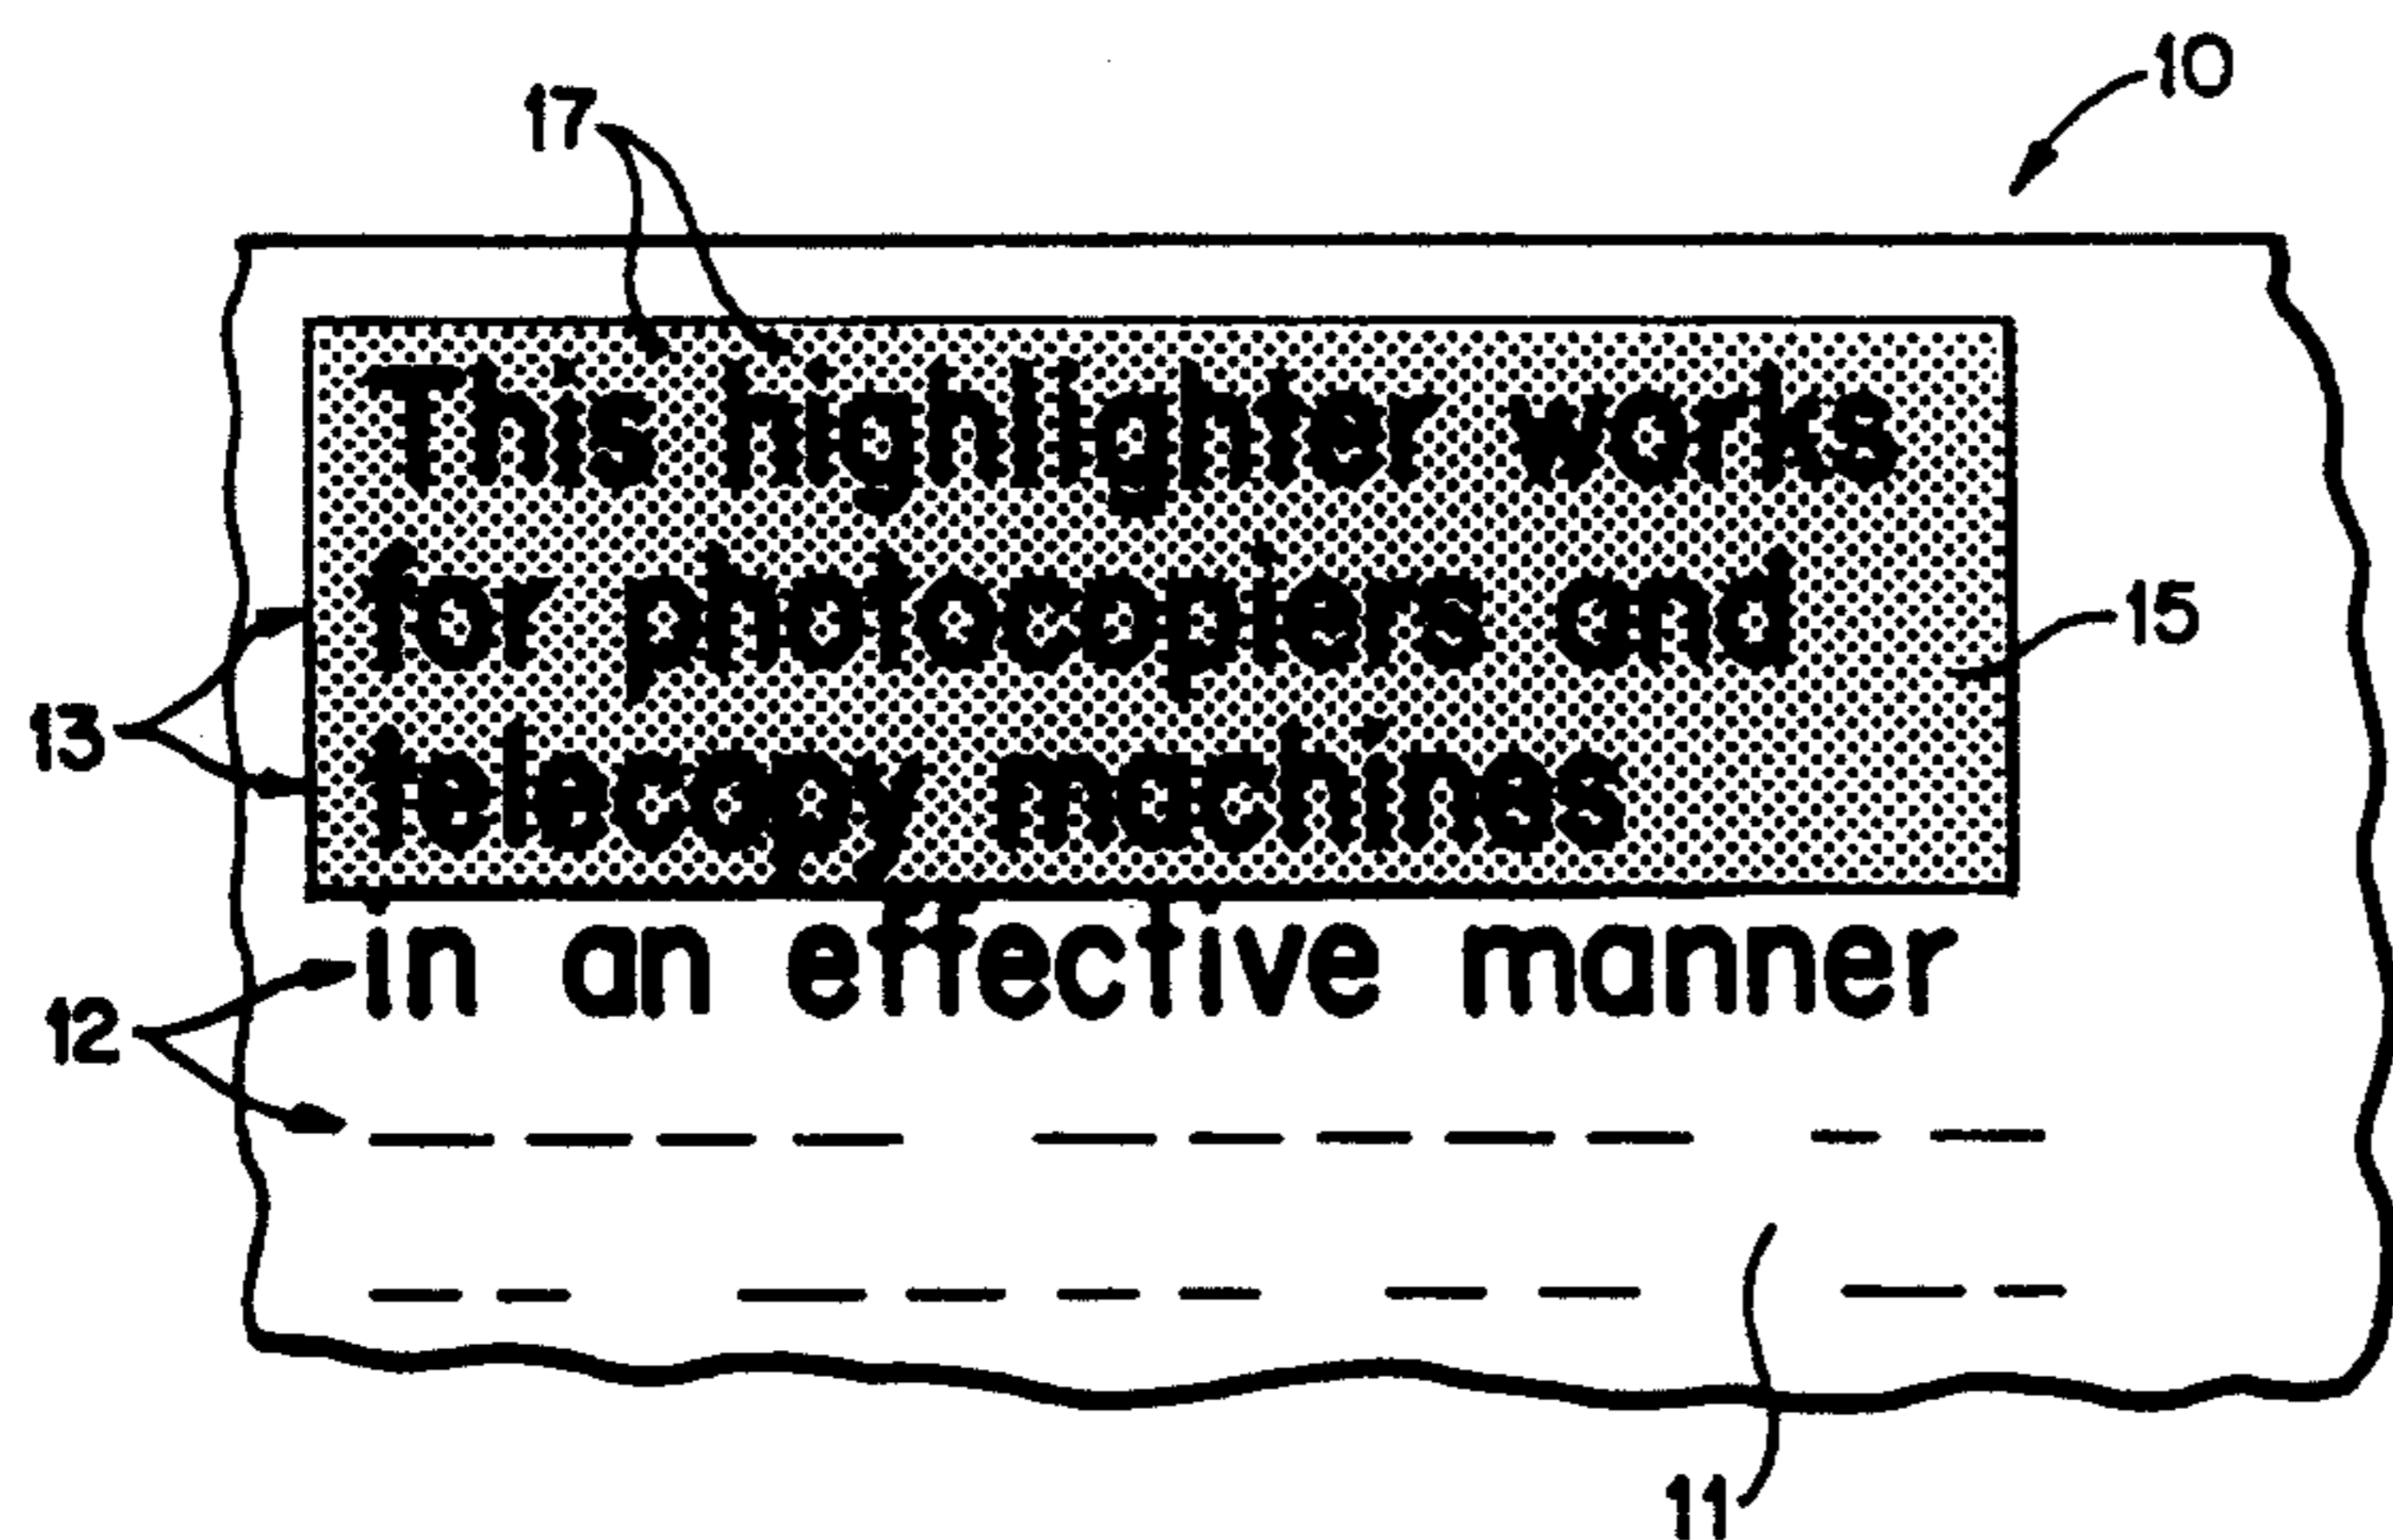 10
17
This highlighter works
for photocopiers and
15
13
telecopy machines
in an effective manner
12
11